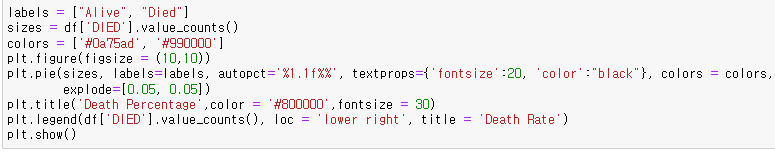 labels = ["Alive", "Died"]
sizes = df['DIED'].value_counts()
colors = ['#0a75ad', '#990000']
plt.figure(figsize = (10,10))
plt.pie(sizes, labels=labels, autopct='%1.1f%%', textprops={'fontsize':20, 'color':"black"}, colors = colors,
explode=[0.05, 0.05])
plt.title('Death Percentage',color = '#800000',fontsize = 30)
plt.legend(df['DIED'].value_counts(), loc = 'lower right', title = 'Death Rate')
plt.show()